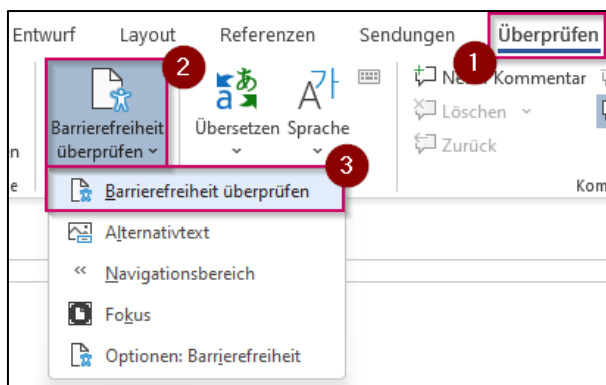 Entwurf Layout Referenzen Sendungen Überprüfen
1
2
Barrierefreiheit
überprüfen
Übersetzen Sprache
Kommentar
Löschen
Zurück
3
Barrierefreiheit überprüfen
Alternativtext
Navigationsbereich
Fokus
Optionen: Barrierefreiheit